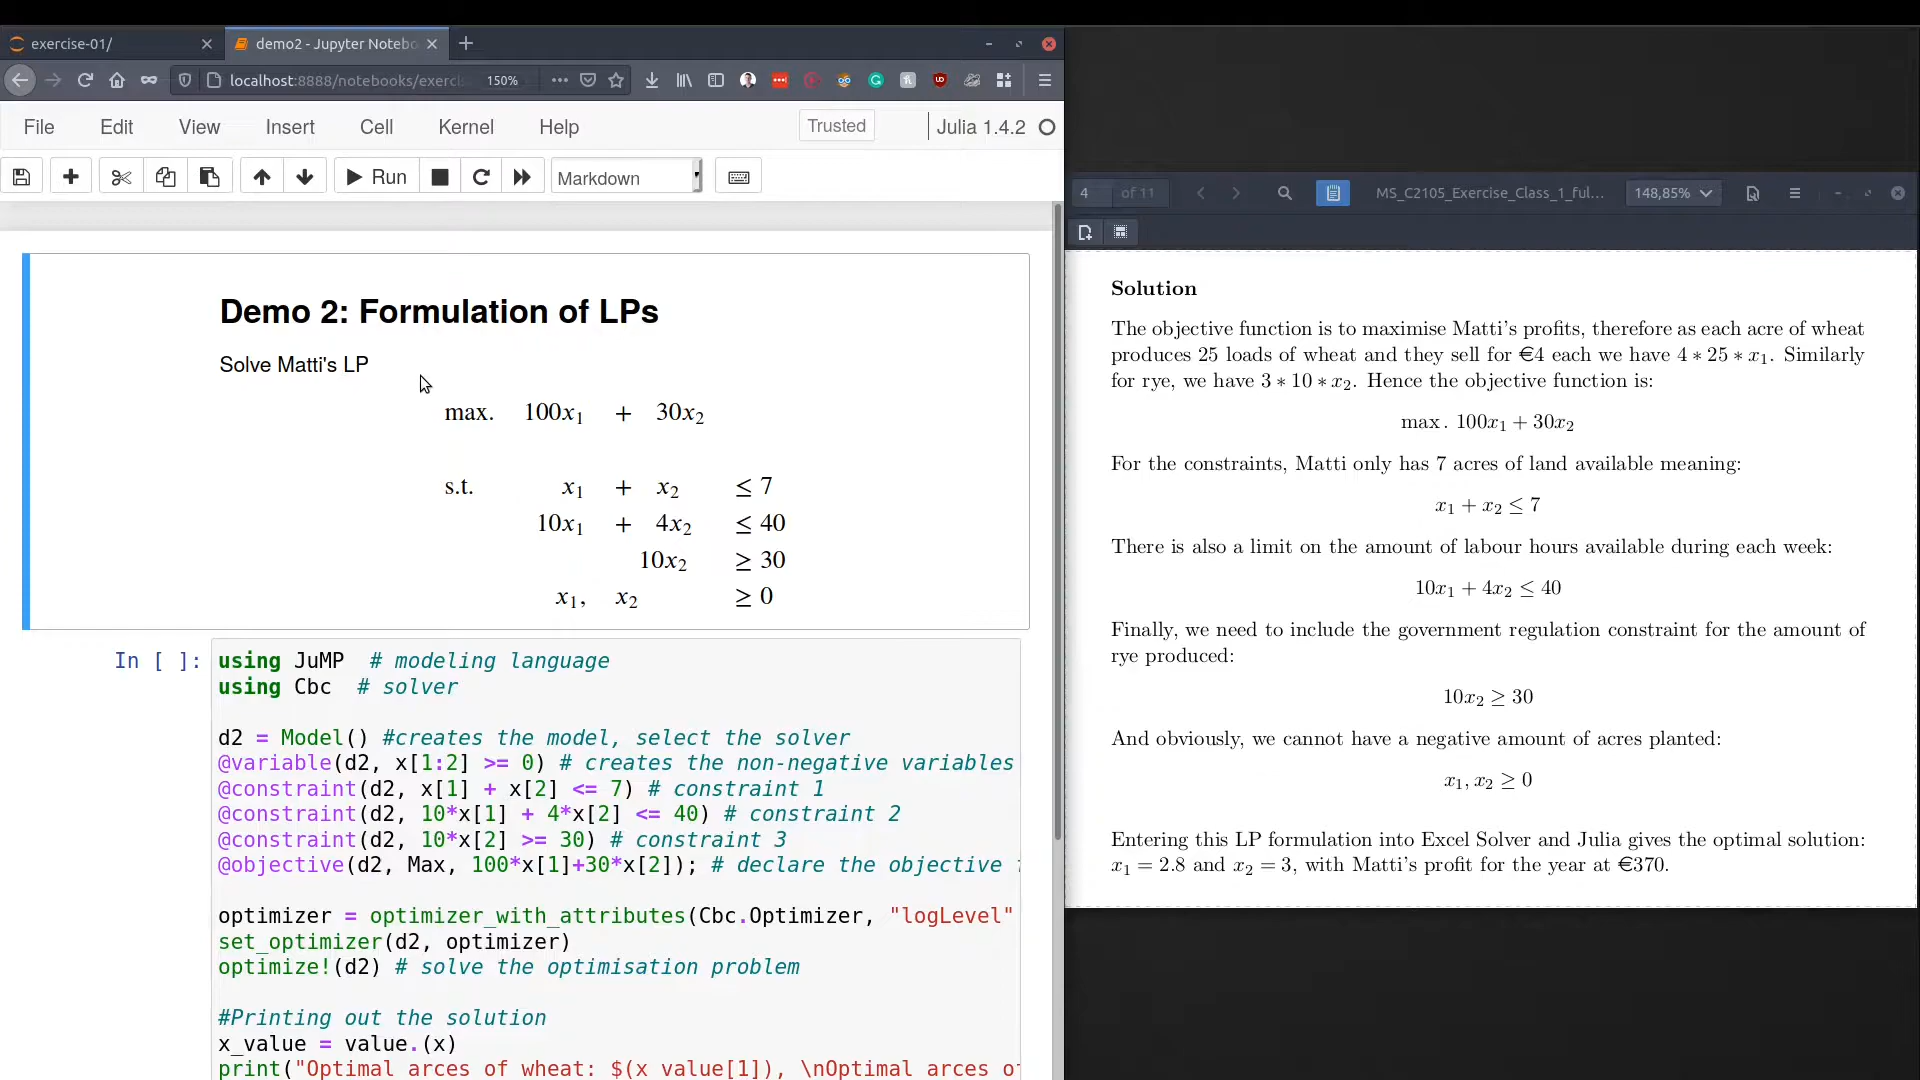 exercise-01/
demo2 - Jupyter Notebo
localhost:8888/notebooks/exerci
150%
File Edit View Insert Cell Kernel Help Trusted Julia 1.4.2
Run Markdown
Demo 2: Formulation of LPs
Solve Matti's LP
max. 100x₁ + 30x₂
s.t. x₁ + x₂ ≤ 7
10x₁ + 4x₂ ≤ 40
10x₂ ≥ 30
x₁, x₂ ≥ 0
In [ ]:
using JuMP # modeling language
using Cbc # solver
d2 = Model() #creates the model, select the solver
@variable(d2, x[1:2] >= 0) # creates the non-negative variables
@constraint(d2, x[1] + x[2] <= 7) # constraint 1
@constraint(d2, 10*x[1] + 4*x[2] <= 40) # constraint 2
@constraint(d2, 10*x[2] >= 30) # constraint 3
@objective(d2, Max, 100*x[1]+30*x[2]); # declare the objective
optimizer = optimizer_with_attributes(Cbc.Optimizer, "logLevel"
set_optimizer(d2, optimizer)
optimize!(d2) # solve the optimisation problem
#Printing out the solution
x_value = value.(x)
print("Optimal arces of wheat: $(x_value[1]), \nOptimal arces o
4 of 11
MS_C2105_Exercise_Class_1_ful...
148,85%
Solution
The objective function is to maximise Matti's profits, therefore as each acre of wheat
produces 25 loads of wheat and they sell for €4 each we have 4 ∗ 25 ∗ x₁. Similarly
for rye, we have 3 ∗ 10 ∗ x₂. Hence the objective function is:
max. 100x₁ + 30x₂
For the constraints, Matti only has 7 acres of land available meaning:
x₁ + x₂ ≤ 7
There is also a limit on the amount of labour hours available during each week:
10x₁ + 4x₂ ≤ 40
Finally, we need to include the government regulation constraint for the amount of
rye produced:
10x₂ ≥ 30
And obviously, we cannot have a negative amount of acres planted:
x₁, x₂ ≥ 0
Entering this LP formulation into Excel Solver and Julia gives the optimal solution:
x₁ = 2.8 and x₂ = 3, with Matti's profit for the year at €370.